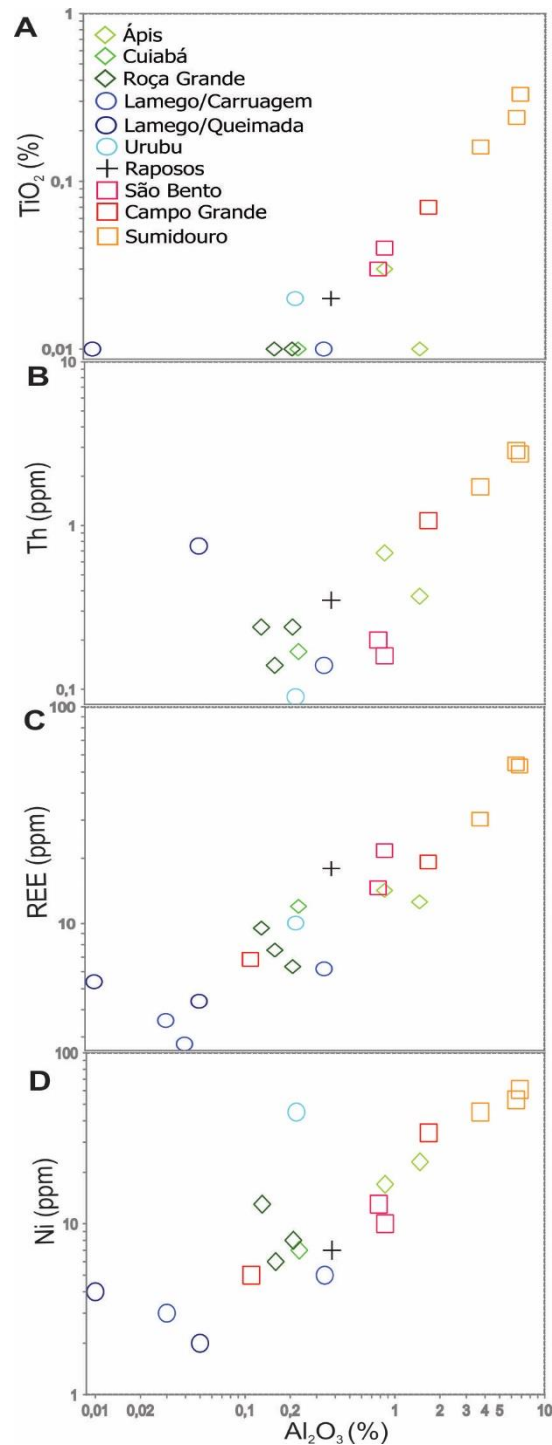 A
1
Ápis
Cuiabá
Roça Grande
Lamego/Carruagem
Lamego/Queimada
Urubu
Raposos
São Bento
Campo Grande
Sumidouro
TiO₂ (%)
0,1
0,01
B
10
Th (ppm)
1
0,1
C
100
REE (ppm)
10
D
100
Ni (ppm)
10
1
0,01 0,02 0,1 0,2 1 2 3 4 5
Al₂O₃ (%)